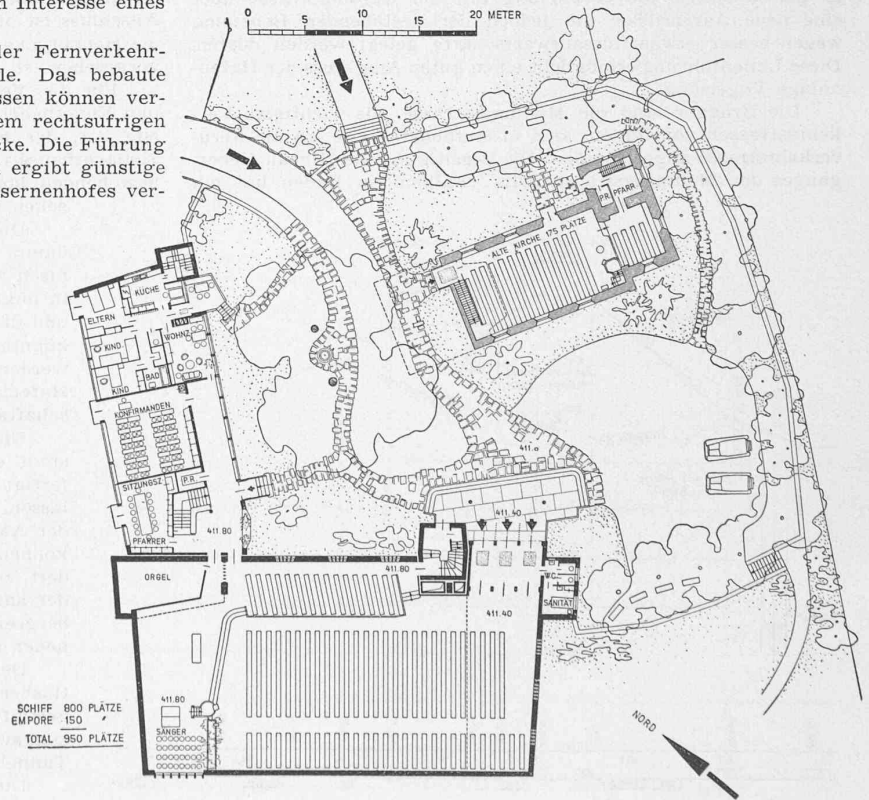 n Interesse eines
der Fernverkehr-
le. Das bebaute
ssen können ver-
em rechtsufrigen
cke. Die Führung
ergibt günstige
sernenhofes ver-
0 5 10 15 20 METER
PR. PFARR
ALTE KIRCHE 175 PLÄTZE
KÜCHE
ELTERN
WOHNZ.
KIND.
BAD
KIND
KONFIRMANDEN
SITZUNGSZ.
P.R.
PFARRER
411.80
ORGEL
411.a
411.40
411.80
WC
SANITÄT
411.40
411.80
SÄNGER
SCHIFF 800 PLÄTZE
EMPORE 150 "
TOTAL 950 PLÄTZE
NORD